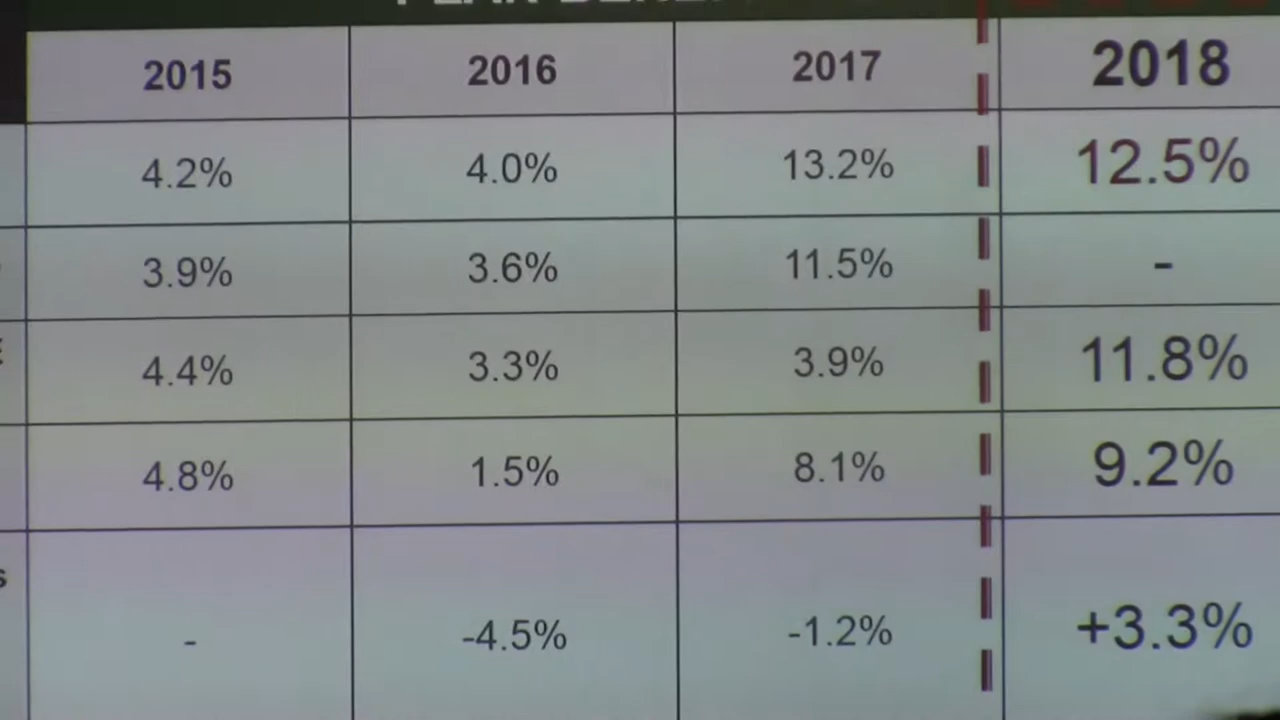 2015 2016 2017 2018
4.2% 4.0% 13.2% 12.5%
3.9% 3.6% 11.5% -
4.4% 3.3% 3.9% 11.8%
4.8% 1.5% 8.1% 9.2%
- -4.5% -1.2% +3.3%